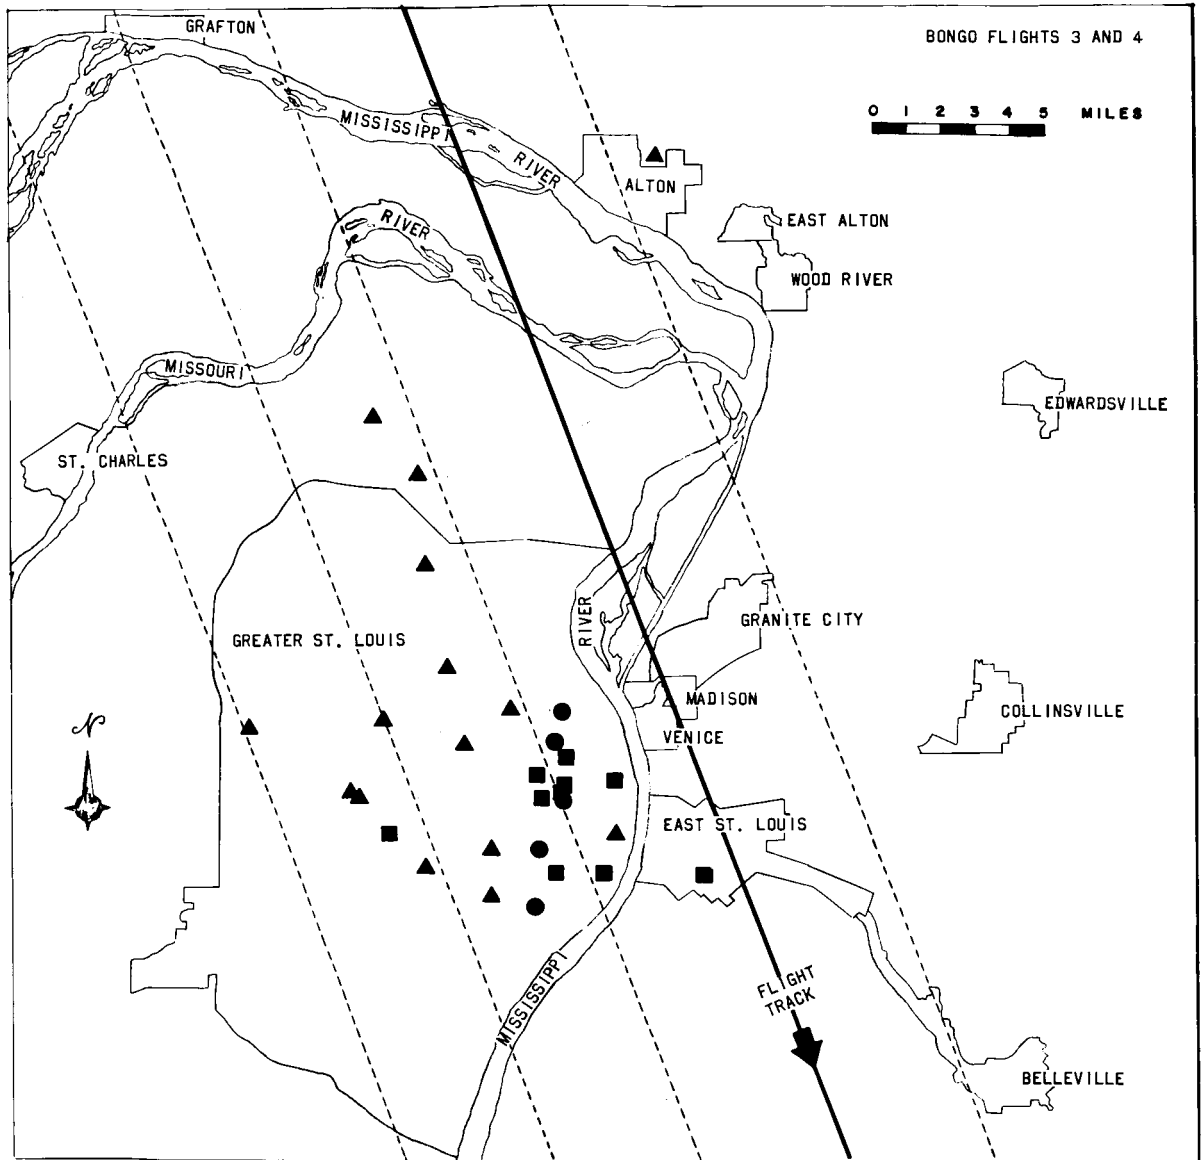 GRAFTON
BONGO FLIGHTS 3 AND 4
0 1 2 3 4 5 MILES
MISSISSIPPI
RIVER
ALTON
RIVER
EAST ALTON
WOOD RIVER
MISSOURI
EDWARDSVILLE
ST. CHARLES
RIVER
GRANITE CITY
GREATER ST. LOUIS
MADISON
COLLINSVILLE
N
VENICE
EAST ST. LOUIS
FLIGHT
TRACK
MISSISSIPPI
BELLEVILLE